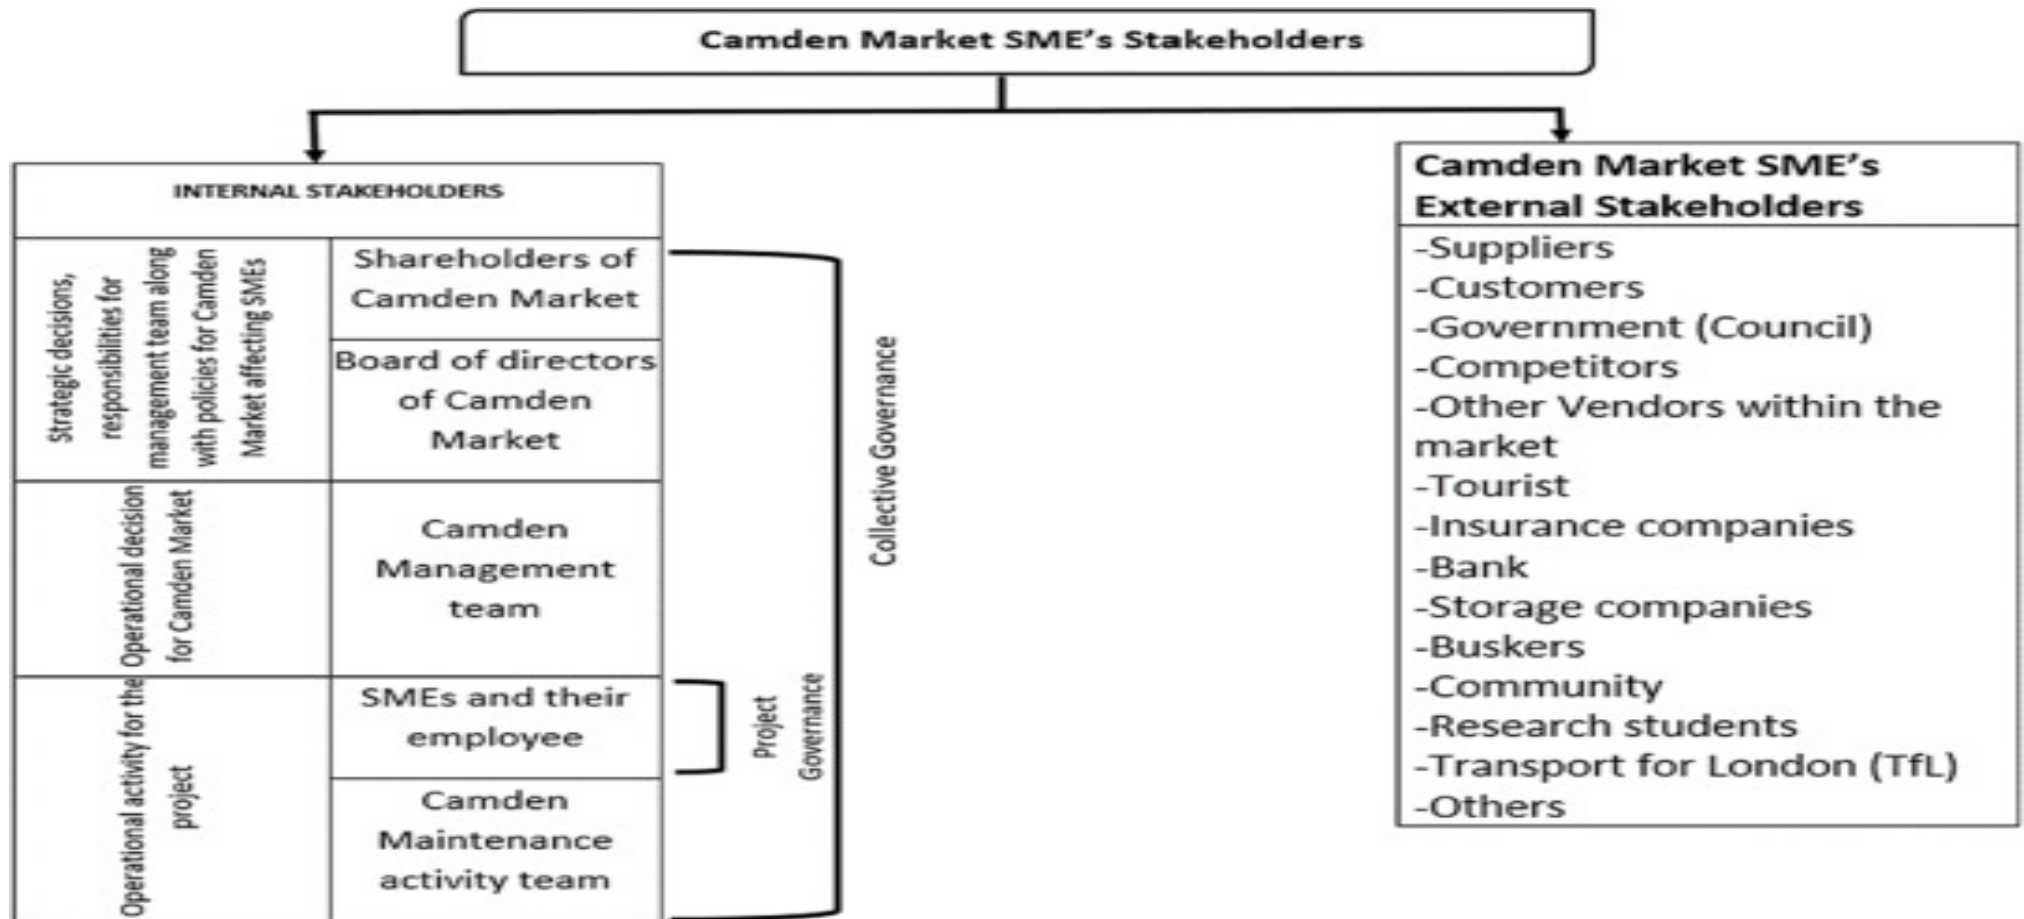 Camden Market SME's Stakeholders
INTERNAL STAKEHOLDERS
Strategic decisions,
responsibilities for
management team along
with policies for Camden
Market affecting SMEs
Shareholders of
Camden Market
Board of directors
of Camden
Market
Operational decision
for Camden Market
Camden
Management
team
Operational activity for the
project
SMEs and their
employee
Camden
Maintenance
activity team
Project
Governance
Collective Governance
Camden Market SME's
External Stakeholders
-Suppliers
-Customers
-Government (Council)
-Competitors
-Other Vendors within the
market
-Tourist
-Insurance companies
-Bank
-Storage companies
-Buskers
-Community
-Research students
-Transport for London (TfL)
-Others